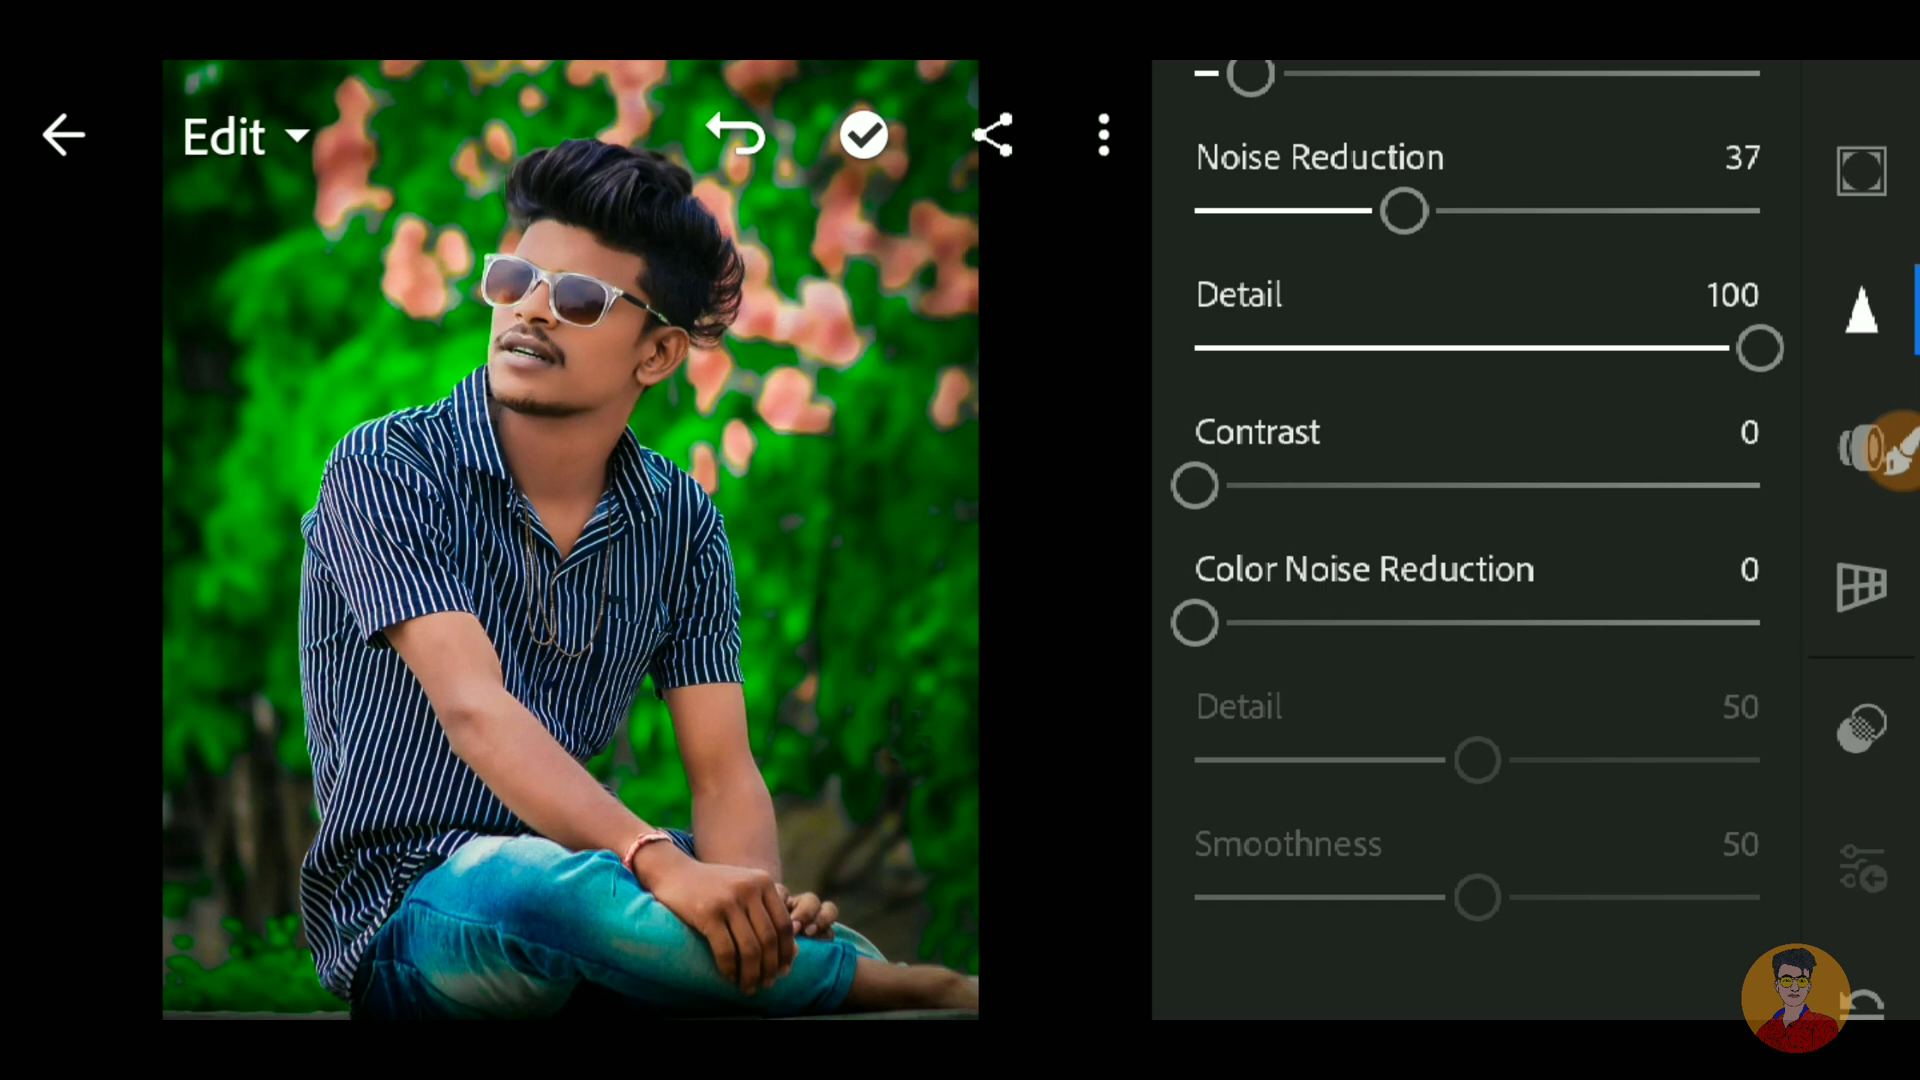 Edit
Noise Reduction 37
Detail 100
Contrast 0
Color Noise Reduction 0
Detail 50
Smoothness 50